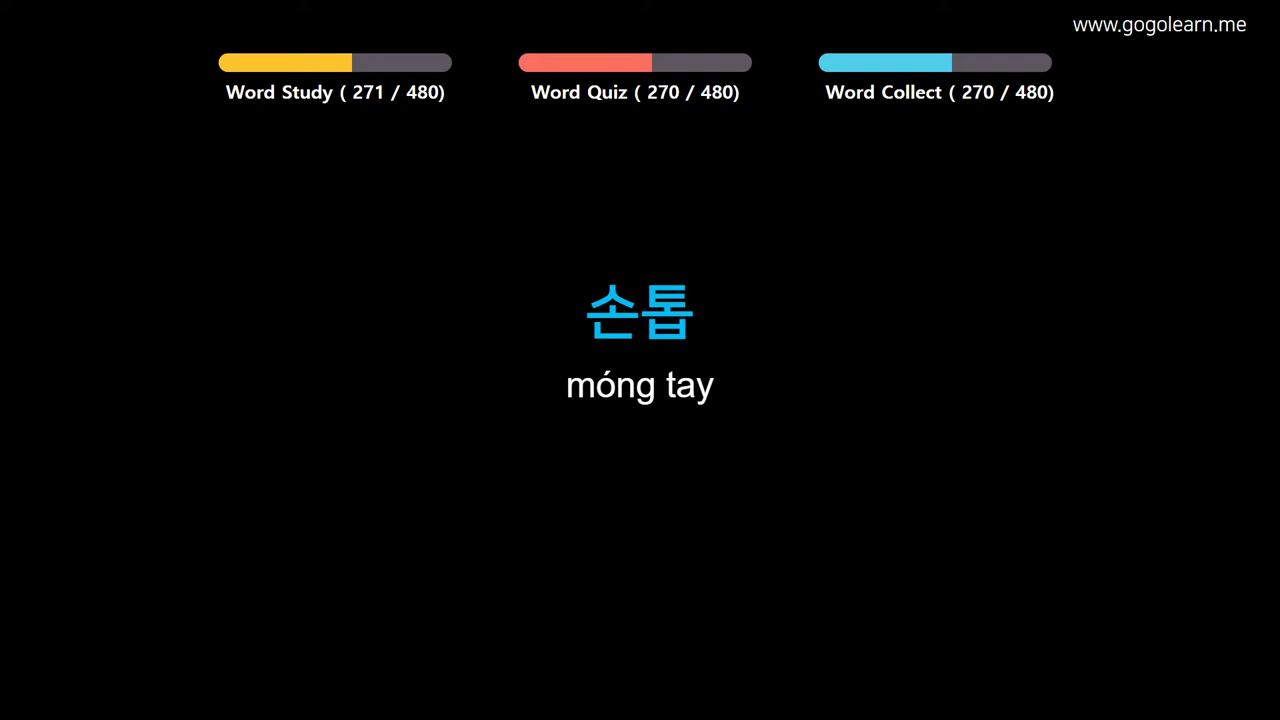 www.gogolearn.me
Word Study ( 271 / 480)
Word Quiz ( 270 / 480)
Word Collect ( 270 / 480)
손톱
móng tay